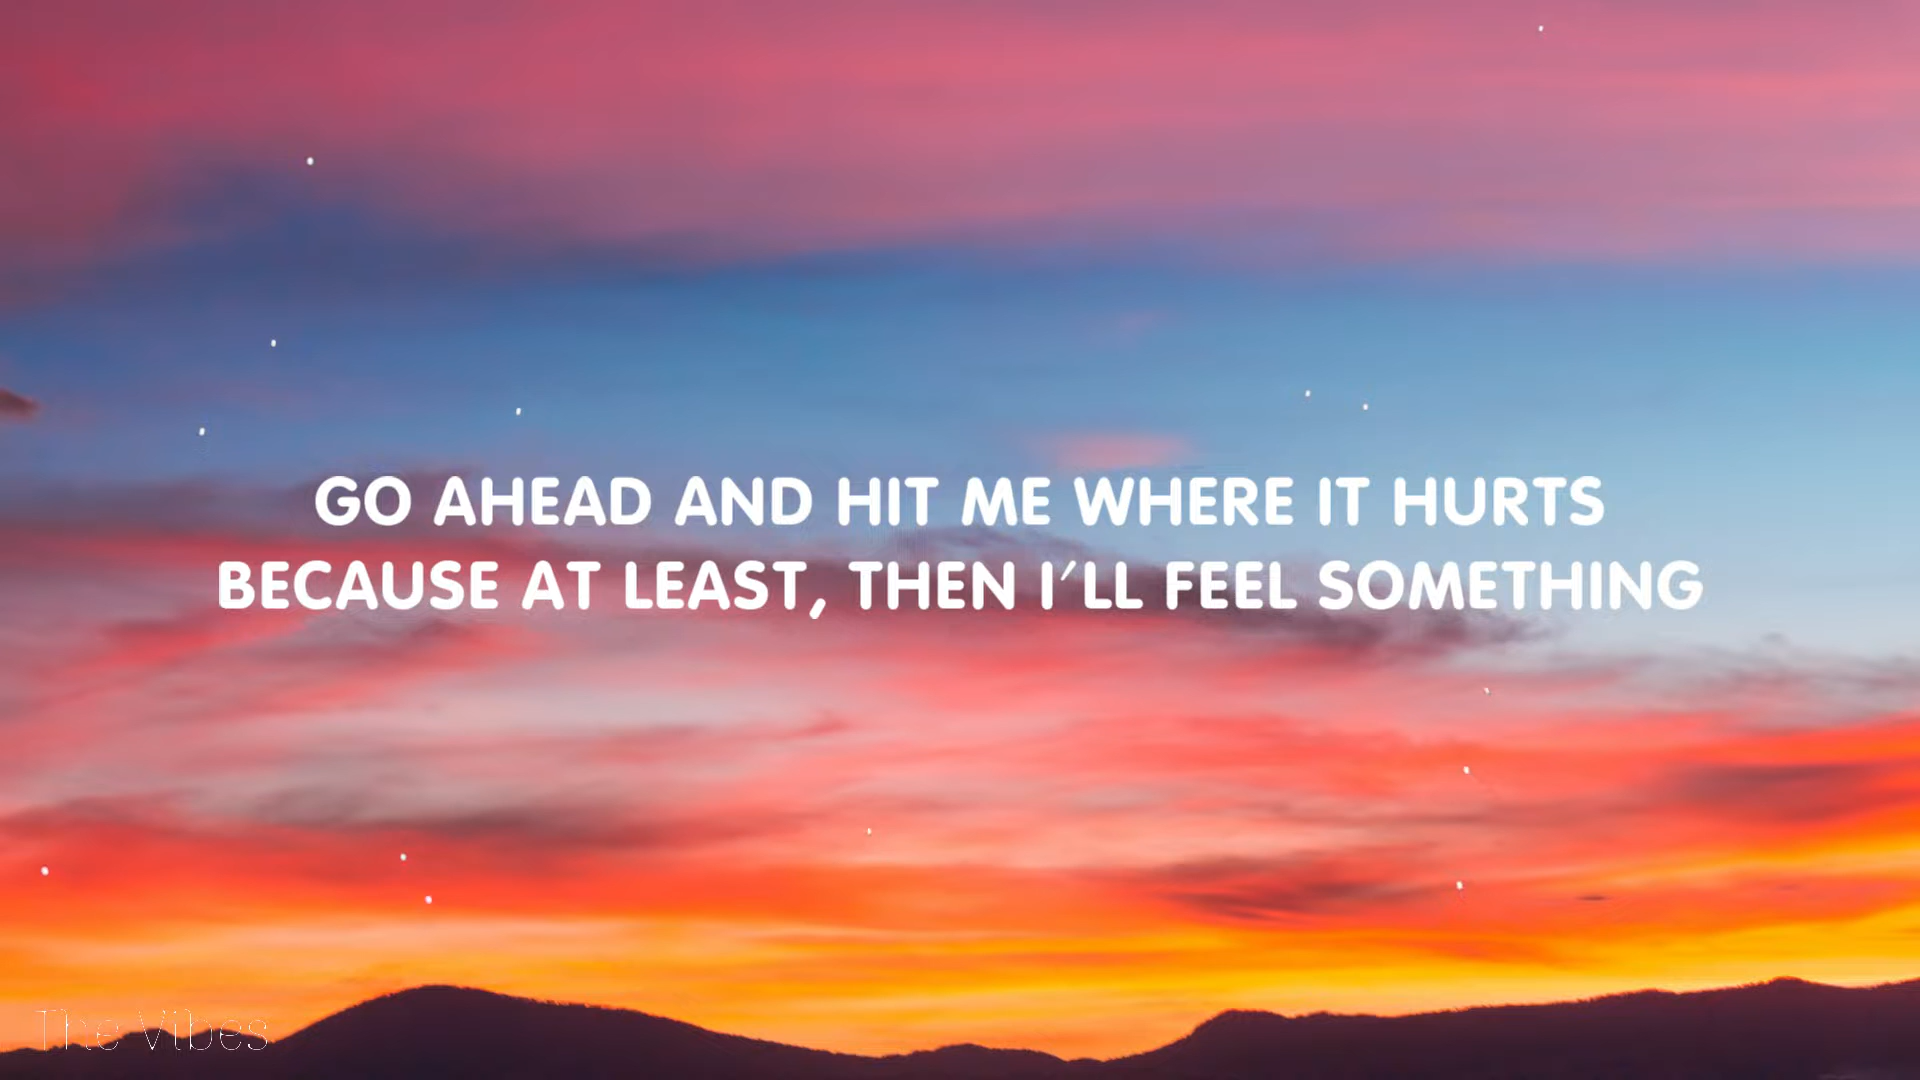 GO AHEAD AND HIT ME WHERE IT HURTS
BECAUSE AT LEAST, THEN I'LL FEEL SOMETHING
The Vibes